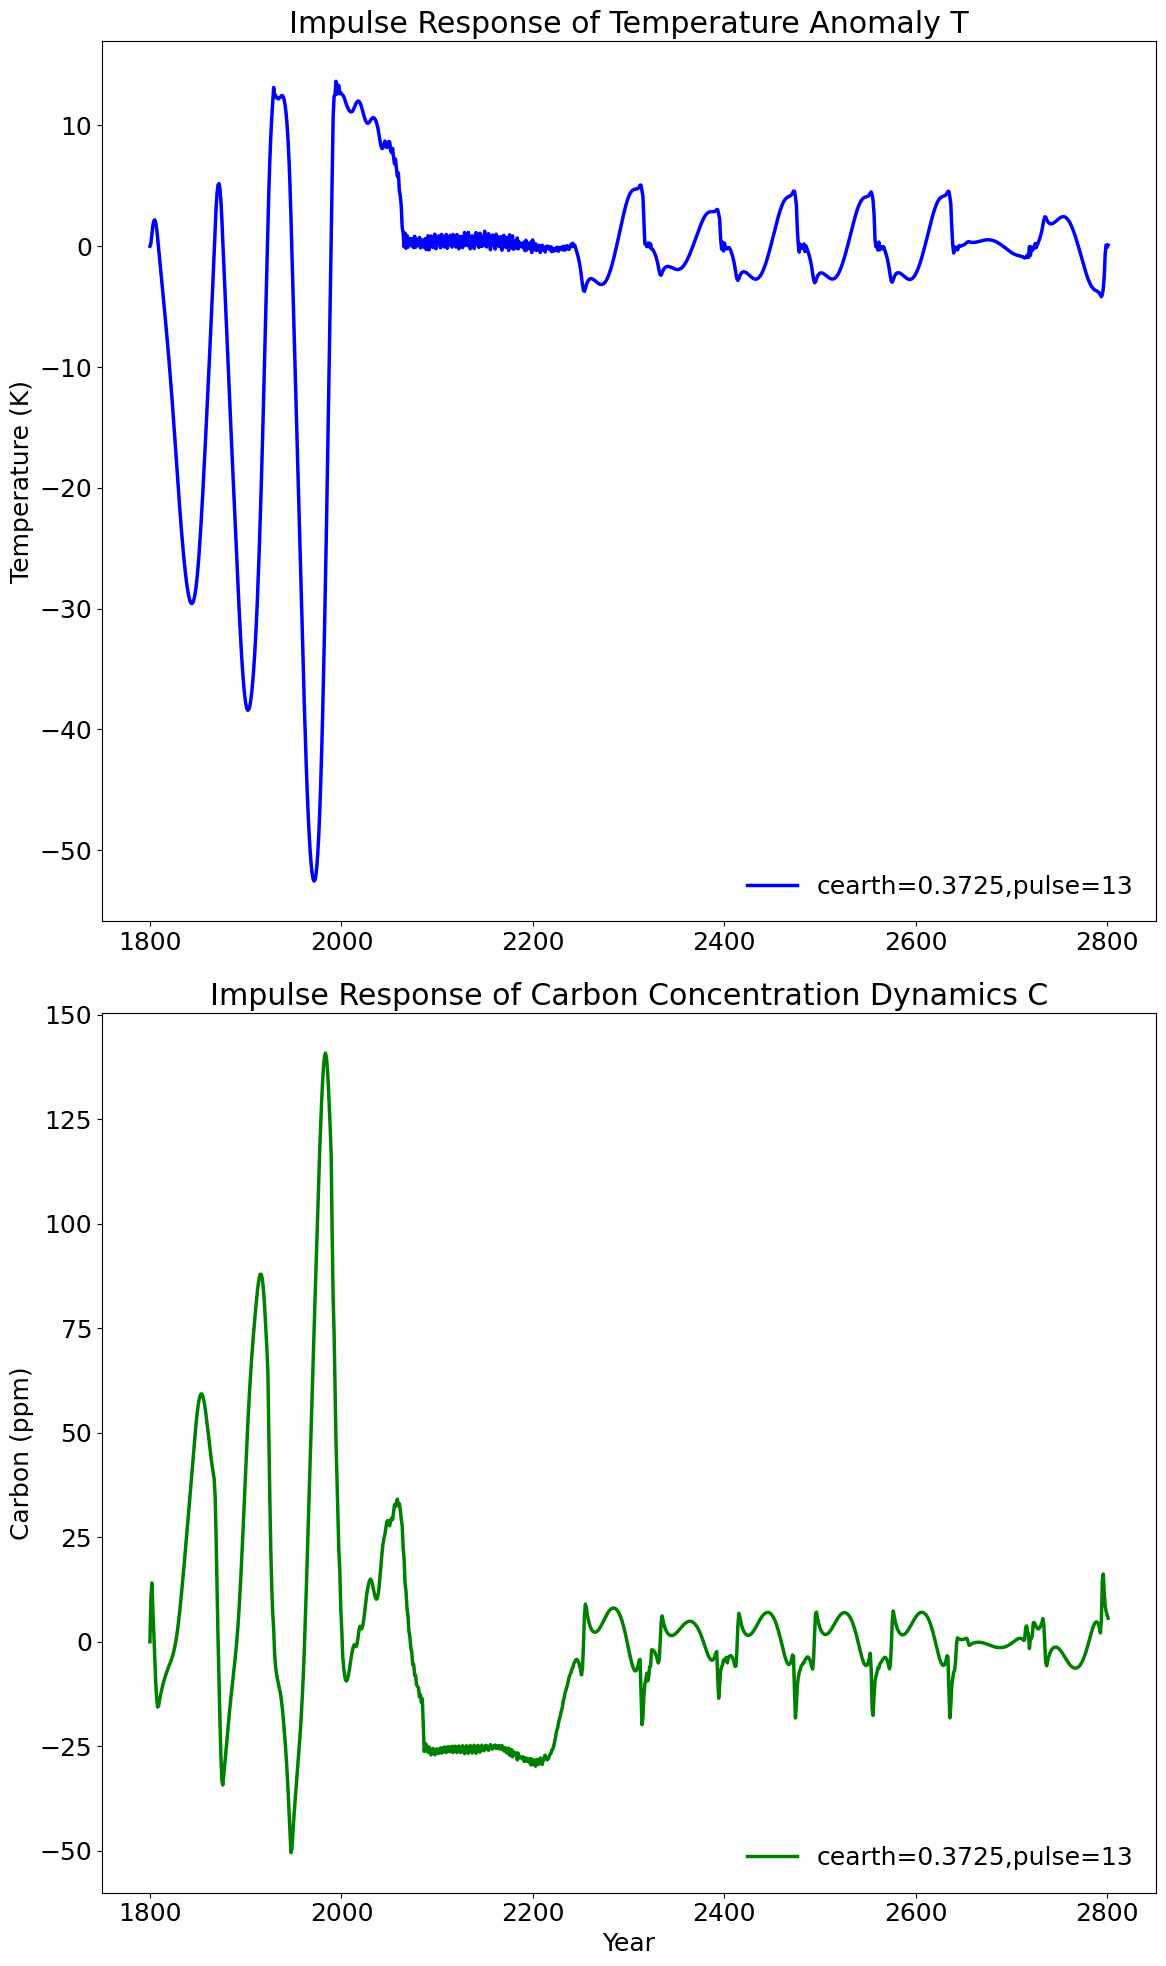 Impulse Response of Temperature Anomaly T
10
0
−10
−20
−30
−40
−50
Temperature (K)
cearth=0.3725,pulse=13
1800 2000 2200 2400 2600 2800
Impulse Response of Carbon Concentration Dynamics C
150
125
100
75
50
25
0
−25
−50
Carbon (ppm)
cearth=0.3725,pulse=13
1800 2000 2200 2400 2600 2800
Year